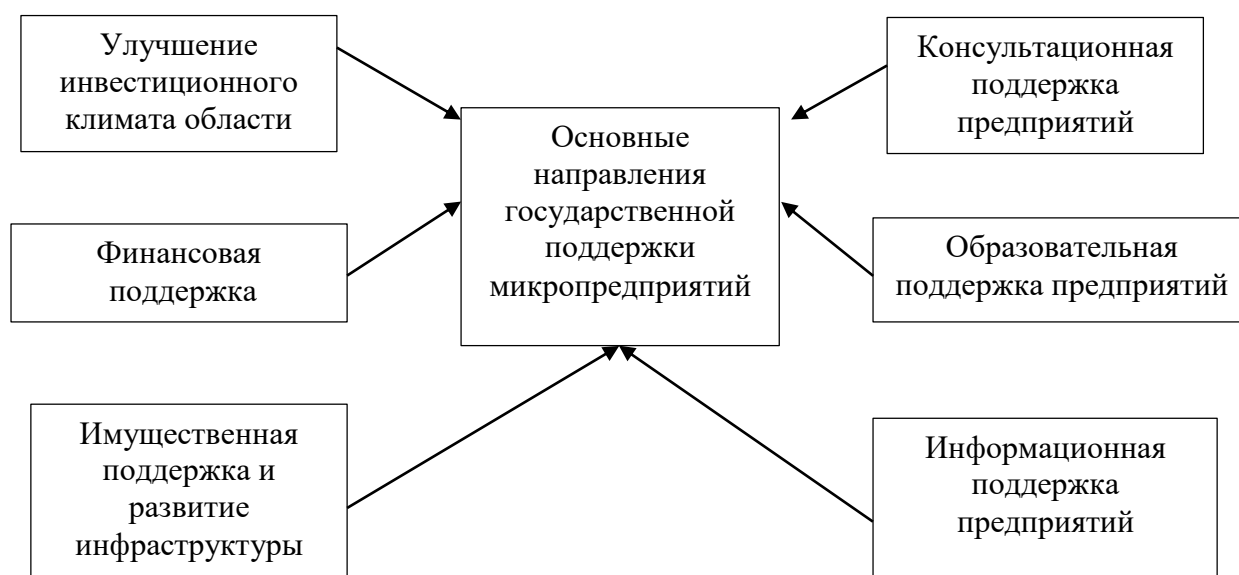 Улучшение
инвестиционного
климата области
Консультационная
поддержка
предприятий
Основные
направления
государственной
поддержки
микропредприятий
Финансовая
поддержка
Образовательная
поддержка предприятий
Имущественная
поддержка и
развитие
инфраструктуры
Информационная
поддержка
предприятий